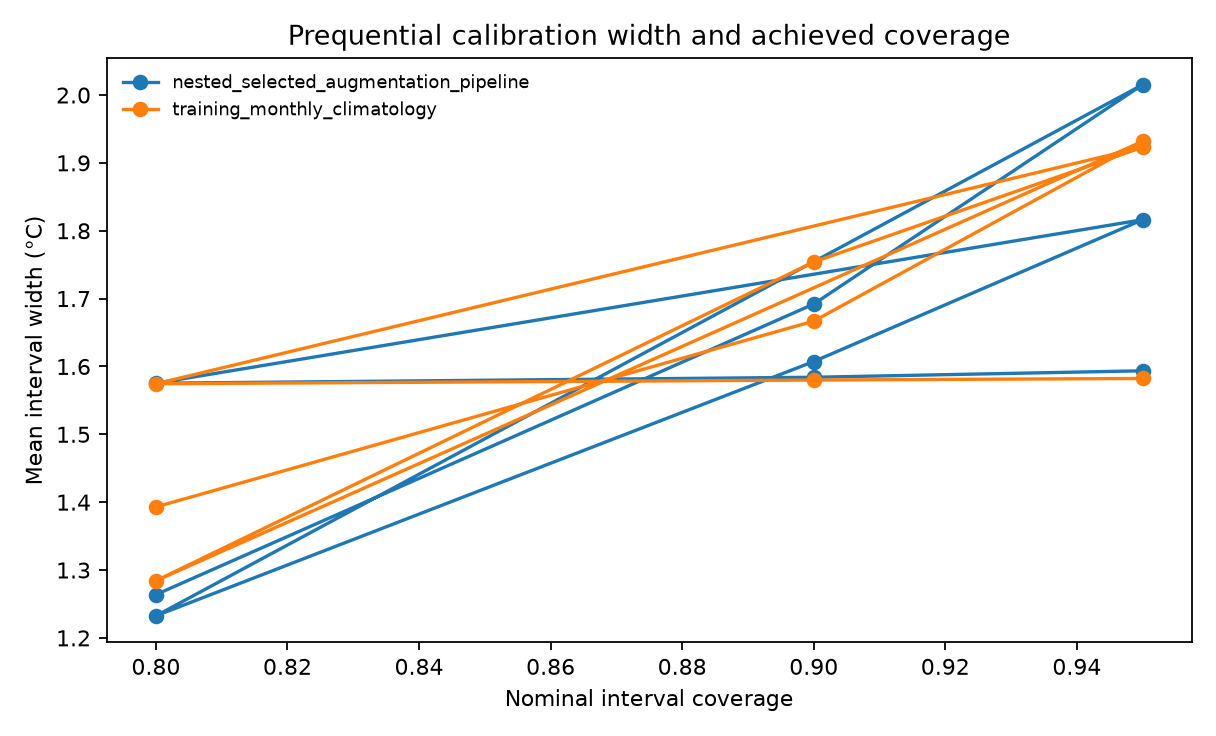 Prequential calibration width and achieved coverage
nested_selected_augmentation_pipeline
training_monthly_climatology
Mean interval width (°C)
2.0
1.9
1.8
1.7
1.6
1.5
1.4
1.3
1.2
0.80 0.82 0.84 0.86 0.88 0.90 0.92 0.94
Nominal interval coverage